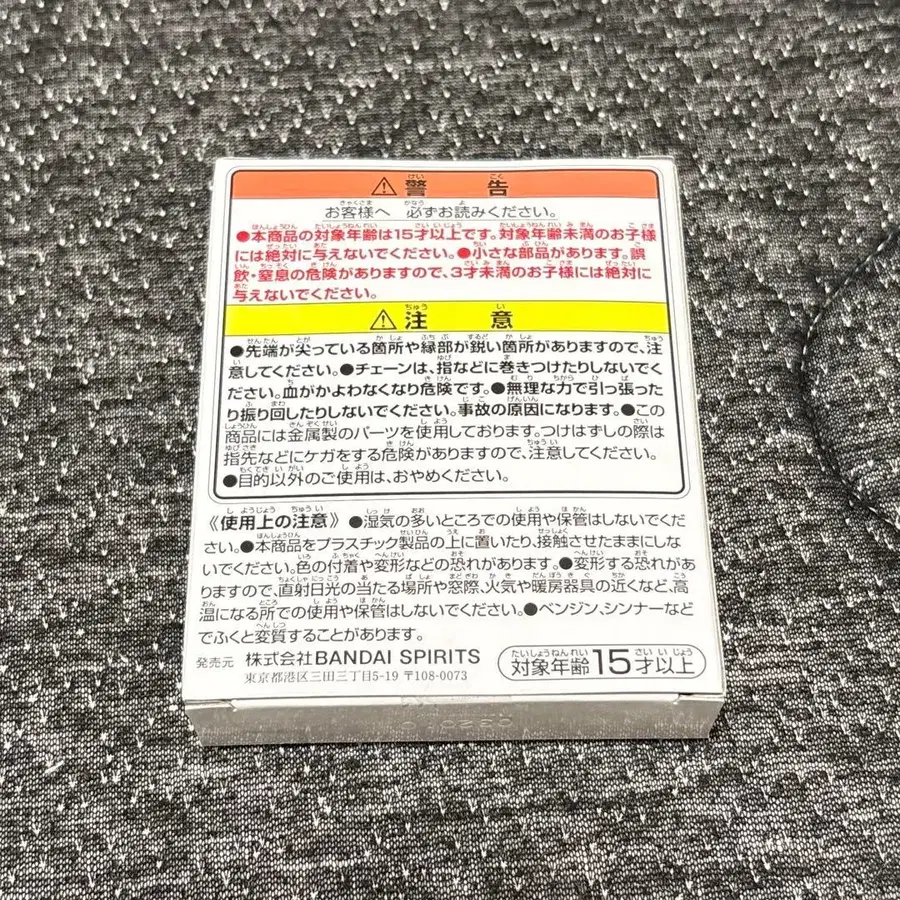 ⚠警告
お客様へ 必ずお読みください。
●本商品の対象年齢は15才以上です。対象年齢未満のお子様
には絶対に与えないでください。●小さな部品があります。誤
飲・窒息の危険がありますので、3才未満のお子様には絶対に
与えないでください。
⚠注意
●先端が尖っている箇所や縁部が鋭い箇所がありますので、注
意してください。●チェーンは、指などに巻きつけたりしないでく
ださい。血がかよわなくなり危険です。●無理な力で引っ張った
り振り回したりしないでください。事故の原因になります。●この
商品には金属製のパーツを使用しております。つけはずしの際は
指先などにケガをする危険がありますので、注意してください。
●目的以外のご使用は、おやめください。
《使用上の注意》●湿気の多いところでの使用や保管はしないでくだ
さい。●本商品をプラスチック製品の上に置いたり、接触させたままにし
ないでください。色の付着や変形などの恐れがあります。●変形する恐れがあ
りますので、直射日光の当たる場所や窓際、火気や暖房器具の近くなど、高
温になる所での使用や保管はしないでください。●ベンジン、シンナーなど
でふくと変質することがあります。
発売元 株式会社BANDAI SPIRITS
東京都港区三田三丁目5-19 〒108-0073
対象年齢15才以上